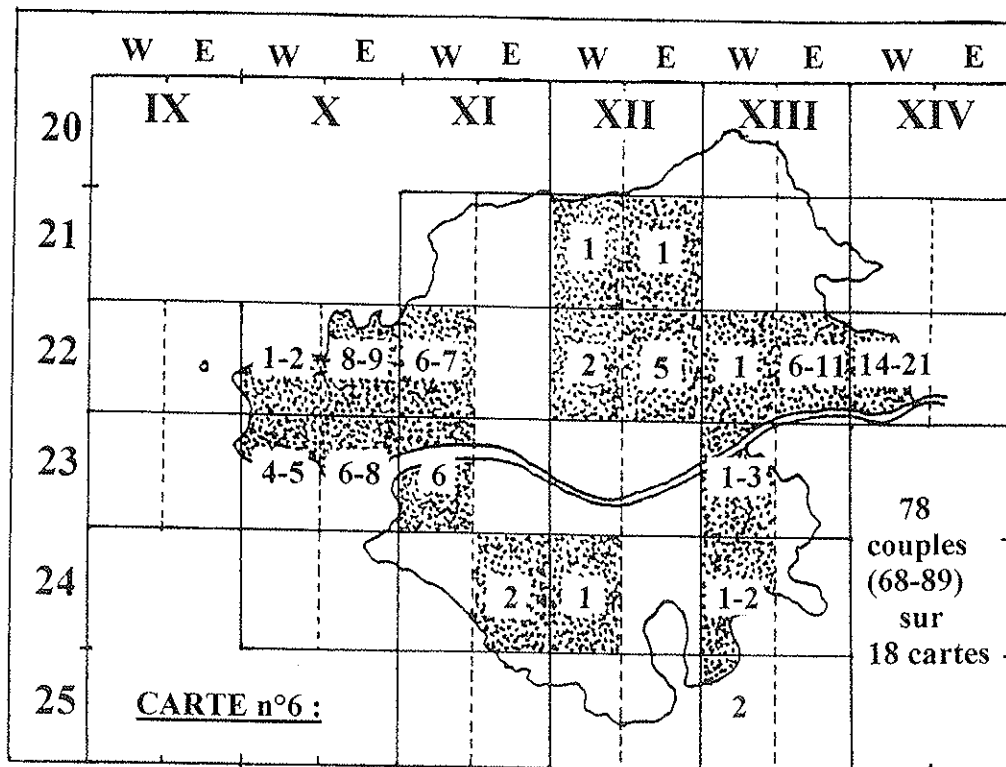 W E W E W E W E W E W E
IX X XI XII XIII XIV
20
21 1 1
22 1-2 8-9 6-7 2 5 1 6-11 14-21
23 4-5 6-8 6 1-3
78
couples
(68-89)
sur
18 cartes
24 2 1 1-2
25 2
CARTE n°6 :